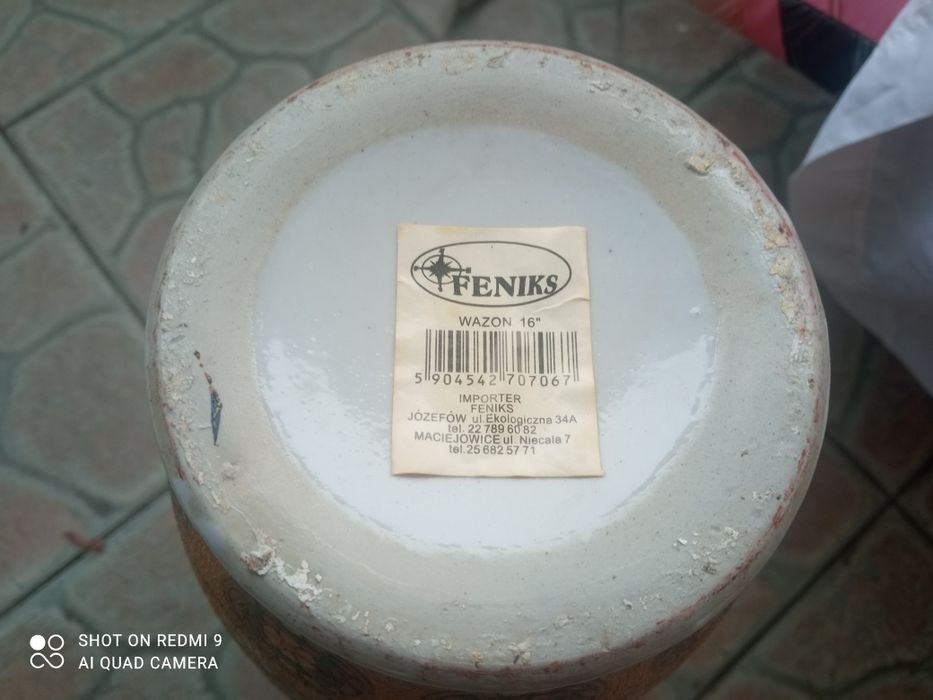 FENIKS
WAZON 16"
5 904542 707067
IMPORTER
FENIKS
JÓZEFÓW ul.Ekologiczna 34A
tel. 22 789 60 82
MACIEJOWICE ul. Niecała 7
tel.25 682 57 71
SHOT ON REDMI 9
AI QUAD CAMERA